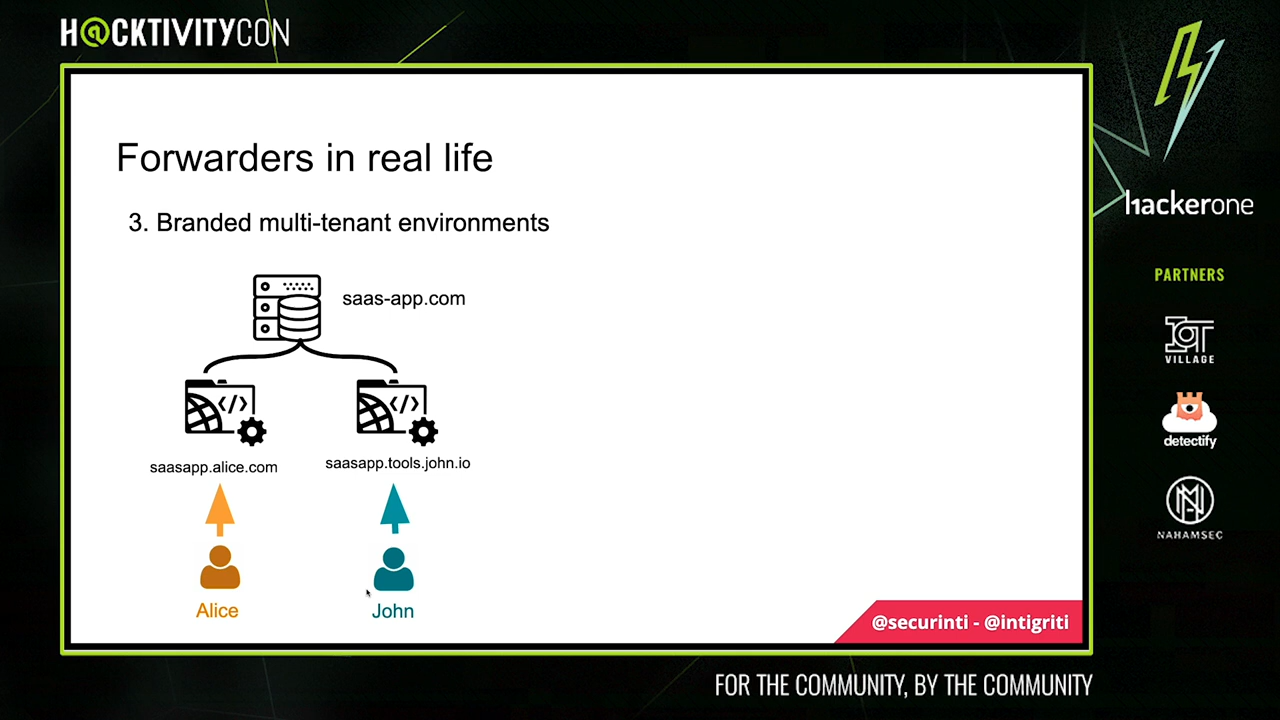 H@CKTIVITYCON
Forwarders in real life
3. Branded multi-tenant environments
saas-app.com
</>
</>
saasapp.alice.com
saasapp.tools.john.io
Alice
John
@securinti - @intigriti
hackerone
PARTNERS
IOT
VILLAGE
detectify
NAHAMSEC
FOR THE COMMUNITY, BY THE COMMUNITY